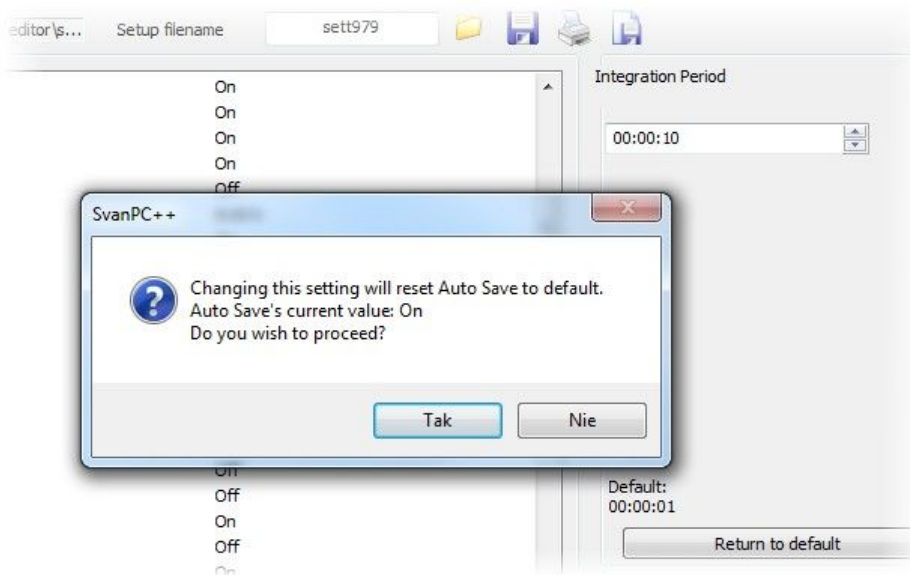 editor\s... Setup filename sett979
Integration Period
On
On
00:00:10
On
On
Off
SvanPC++
Changing this setting will reset Auto Save to default.
Auto Save's current value: On
Do you wish to proceed?
Tak Nie
Off
Off
On
Off
On
Default:
00:00:01
Return to default